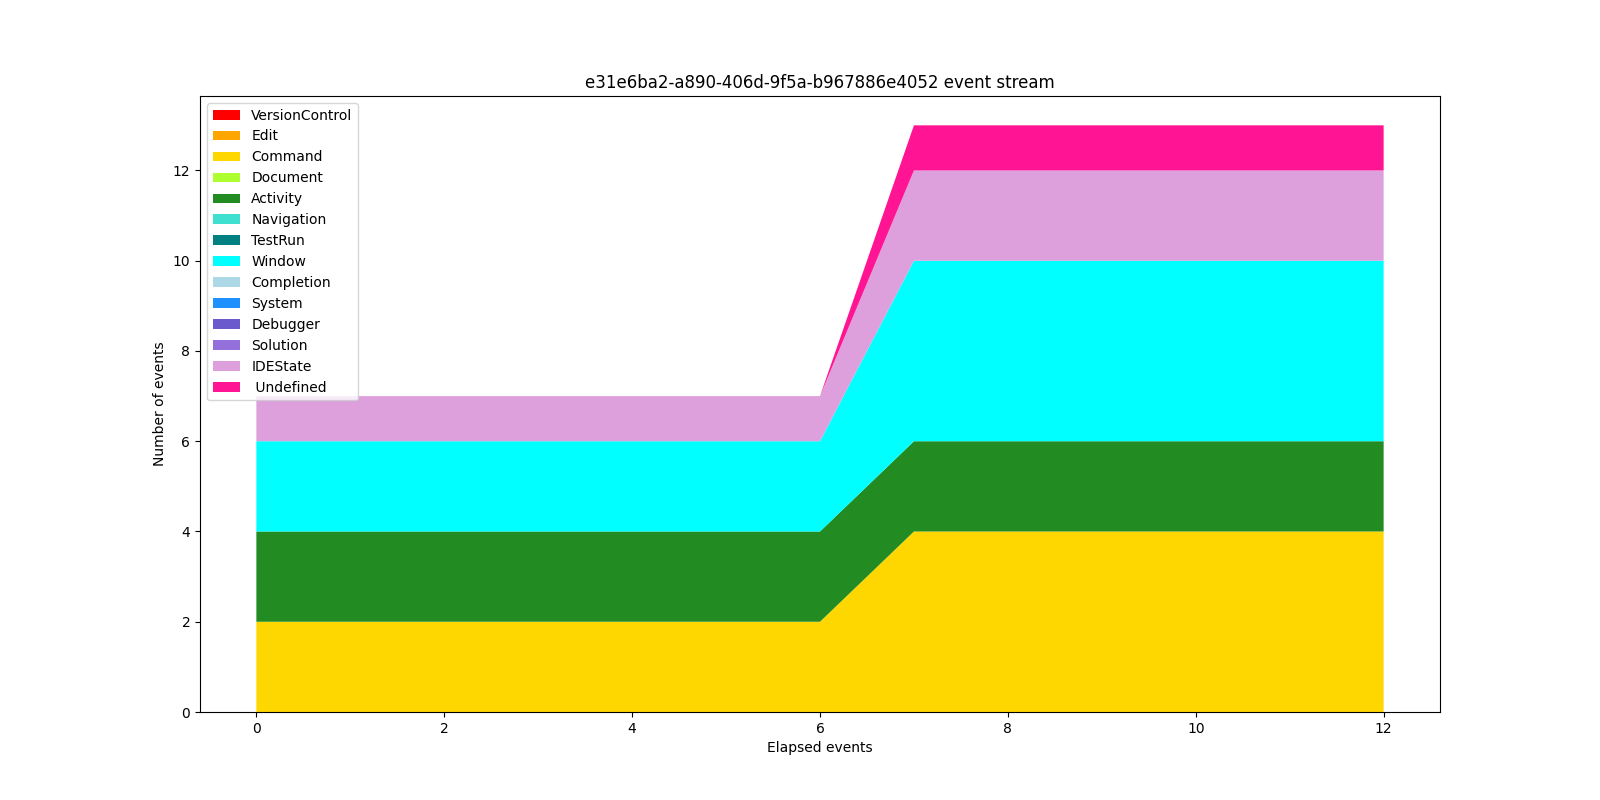 e31e6ba2-a890-406d-9f5a-b967886e4052 event stream
VersionControl
Edit
Command
Document
Activity
Navigation
TestRun
Window
Completion
System
Debugger
Solution
IDEState
Undefined
Number of events
12
10
8
6
4
2
0
0 2 4 6 8 10 12
Elapsed events